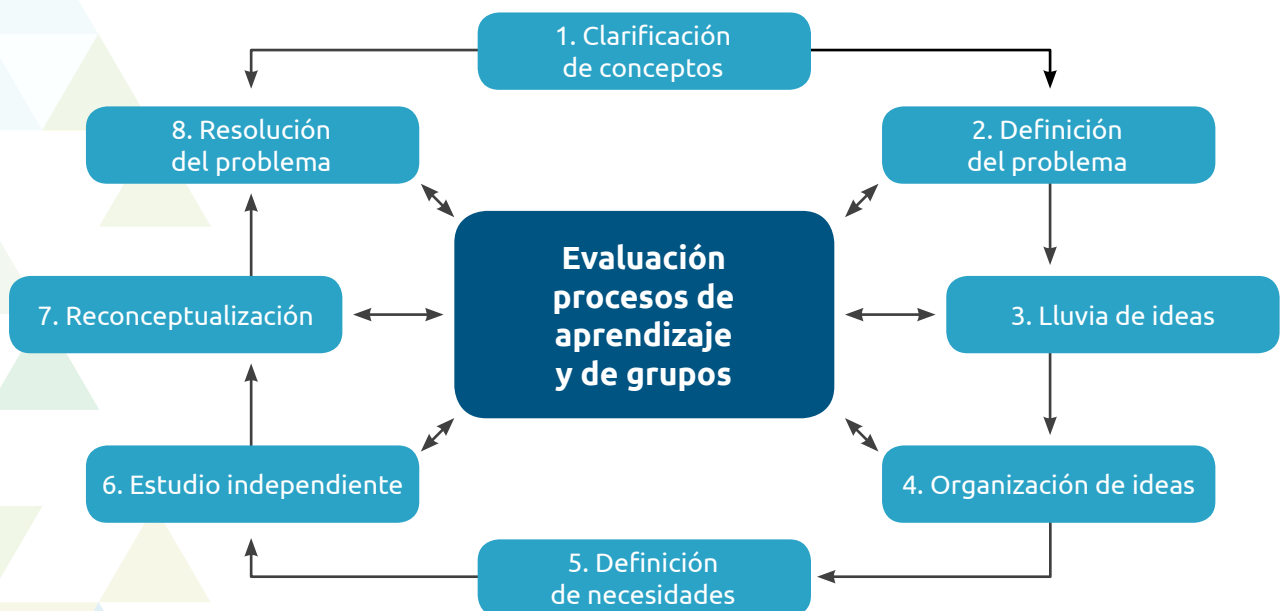 1. Clarificación
de conceptos
2. Definición
del problema
3. Lluvia de ideas
4. Organización de ideas
5. Definición
de necesidades
6. Estudio independiente
7. Reconceptualización
8. Resolución
del problema
Evaluación
procesos de
aprendizaje
y de grupos